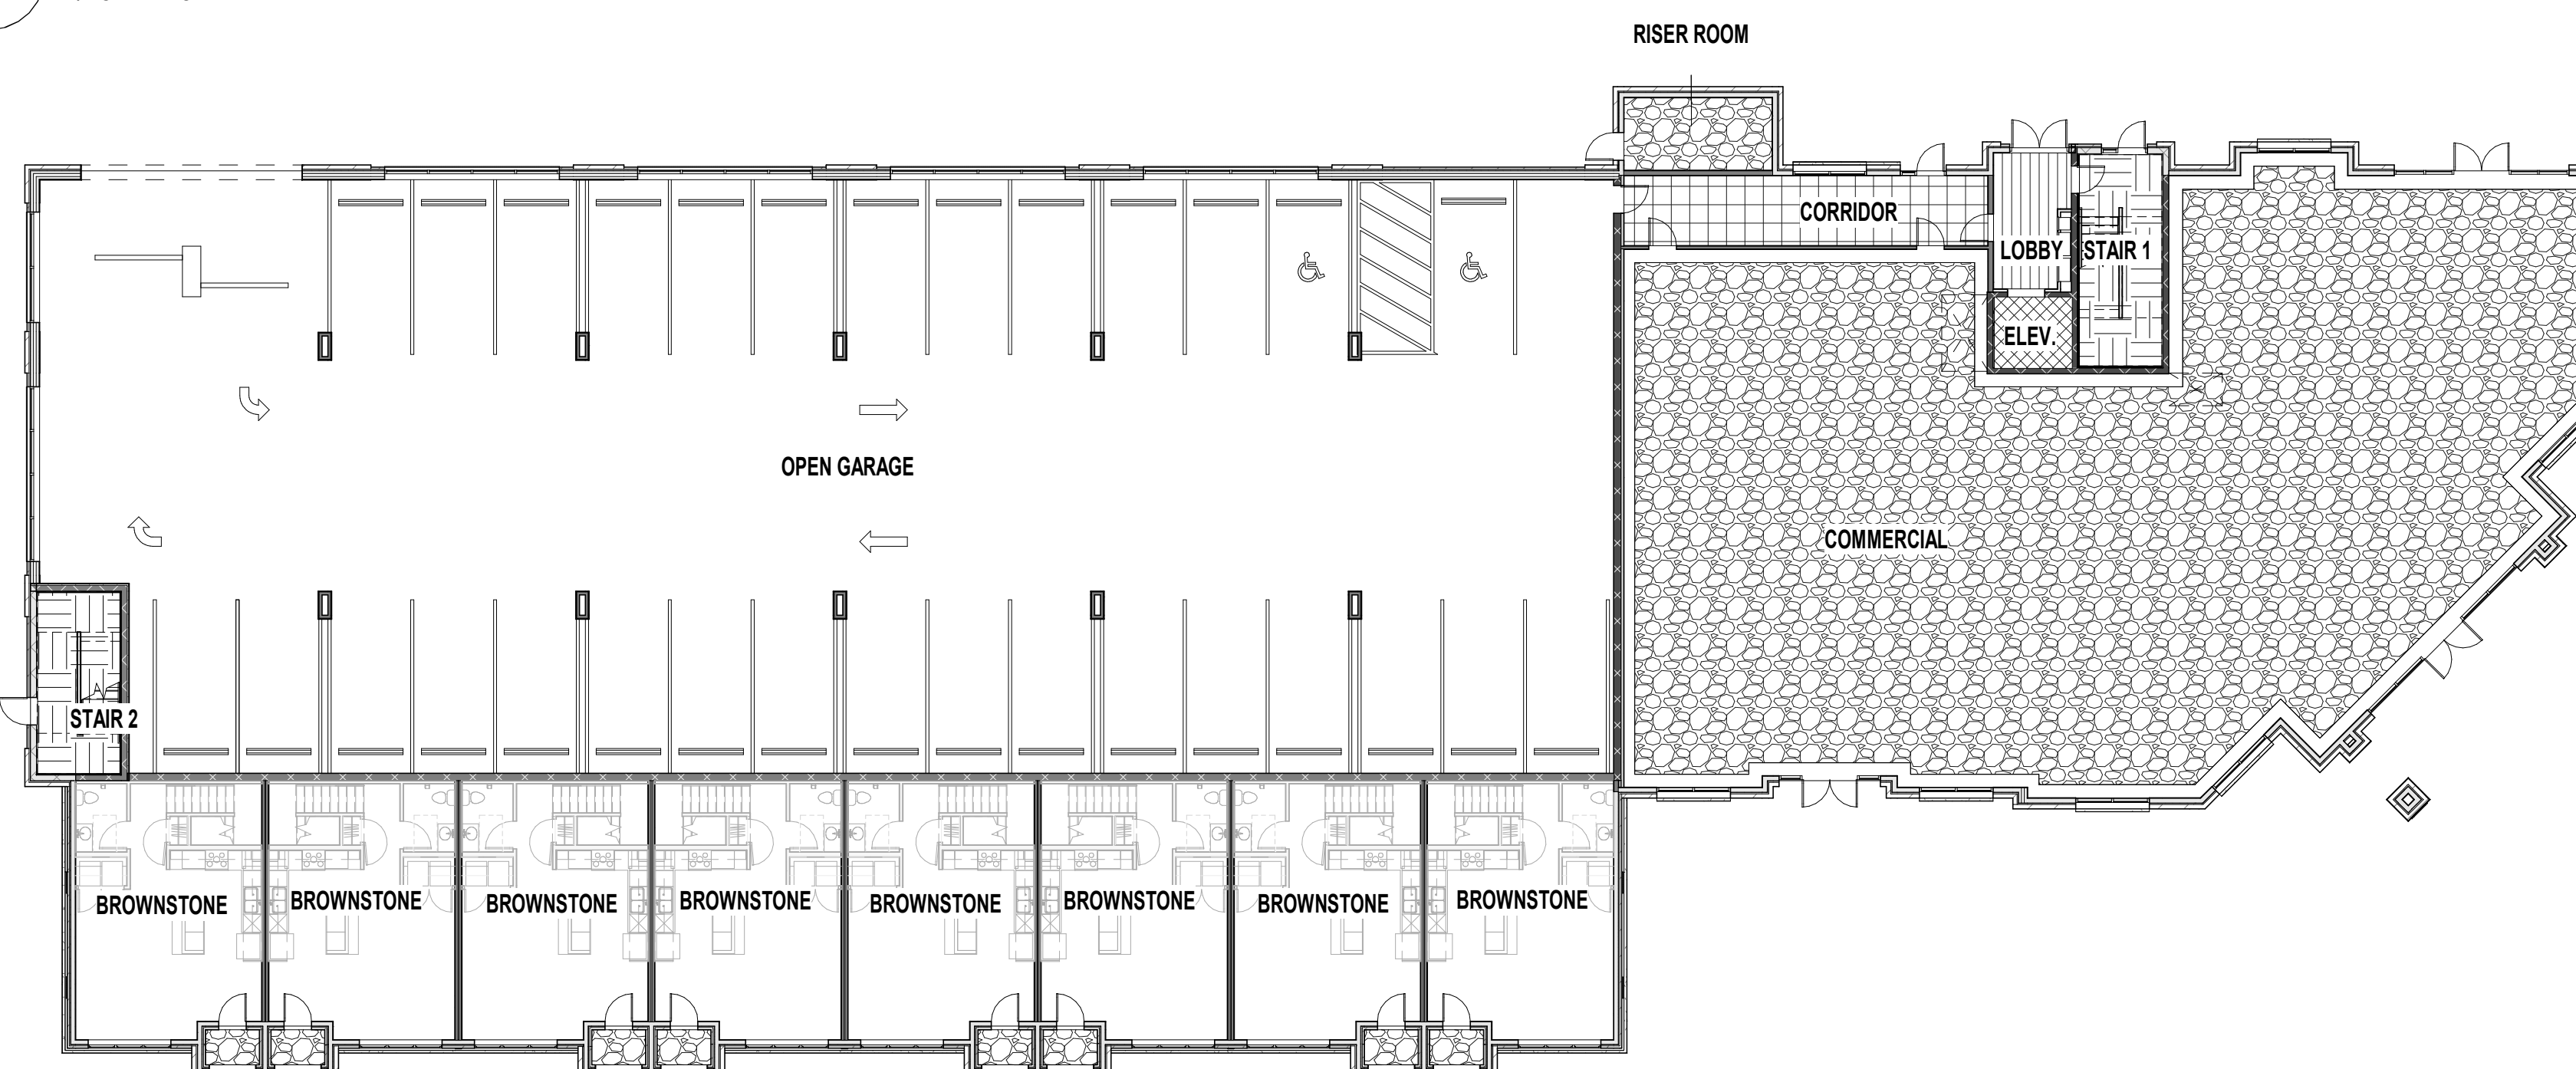 RISER ROOM
CORRIDOR
LOBBY
STAIR 1
ELEV.
OPEN GARAGE
COMMERCIAL
STAIR 2
BROWNSTONE
BROWNSTONE
BROWNSTONE
BROWNSTONE
BROWNSTONE
BROWNSTONE
BROWNSTONE
BROWNSTONE